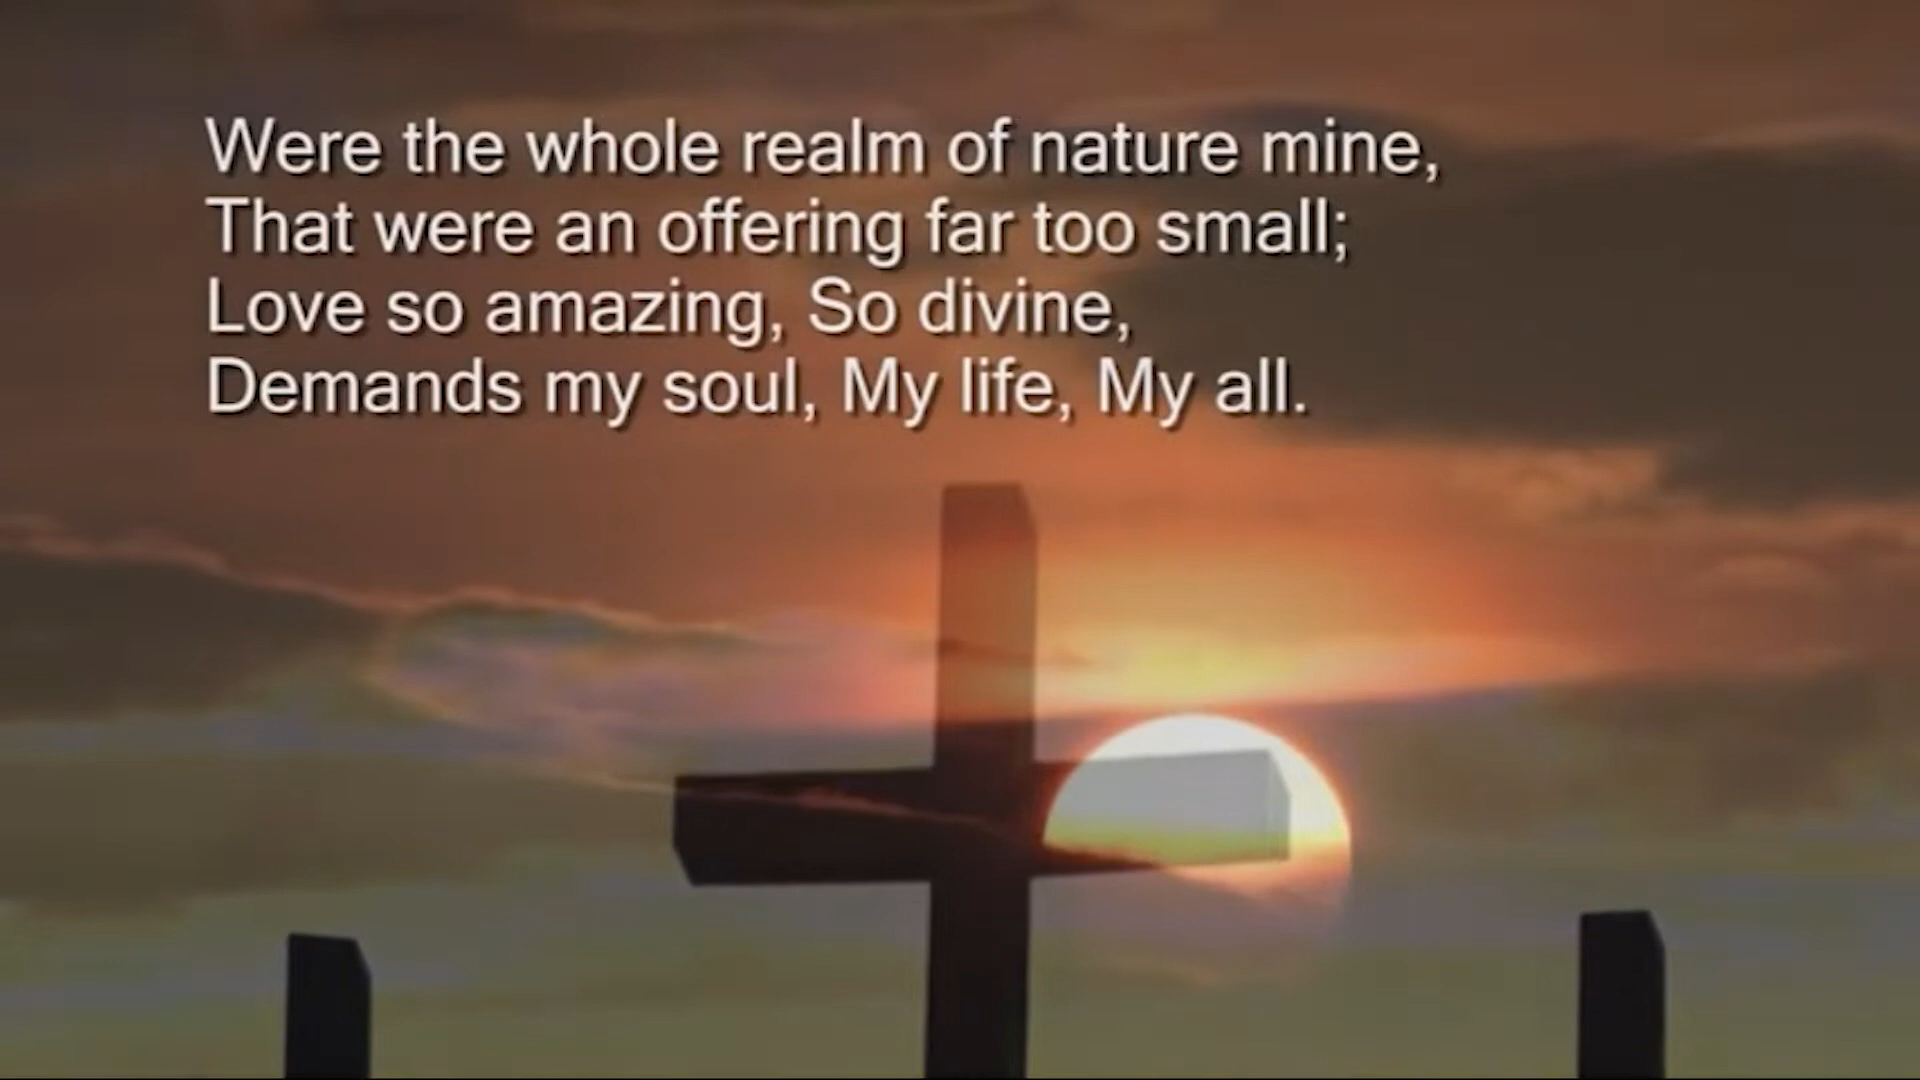 Were the whole realm of nature mine,
That were an offering far too small;
Love so amazing, So divine,
Demands my soul, My life, My all.